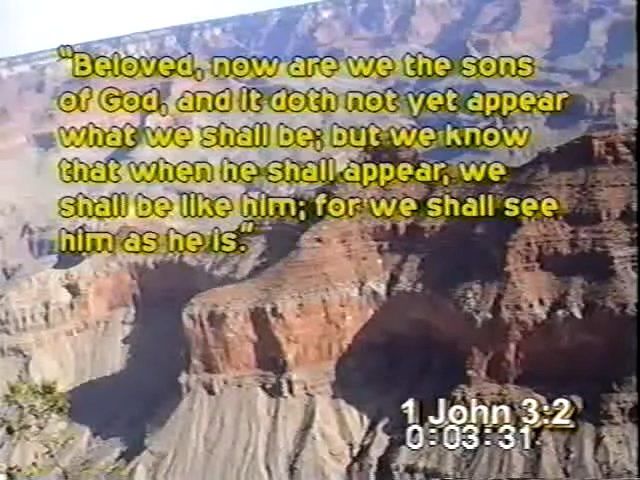 “Beloved, now are we the sons
of God, and it doth not yet appear
what we shall be; but we know
that when he shall appear, we
shall be like him; for we shall see
him as he is.”
1 John 3:2
0:03:31